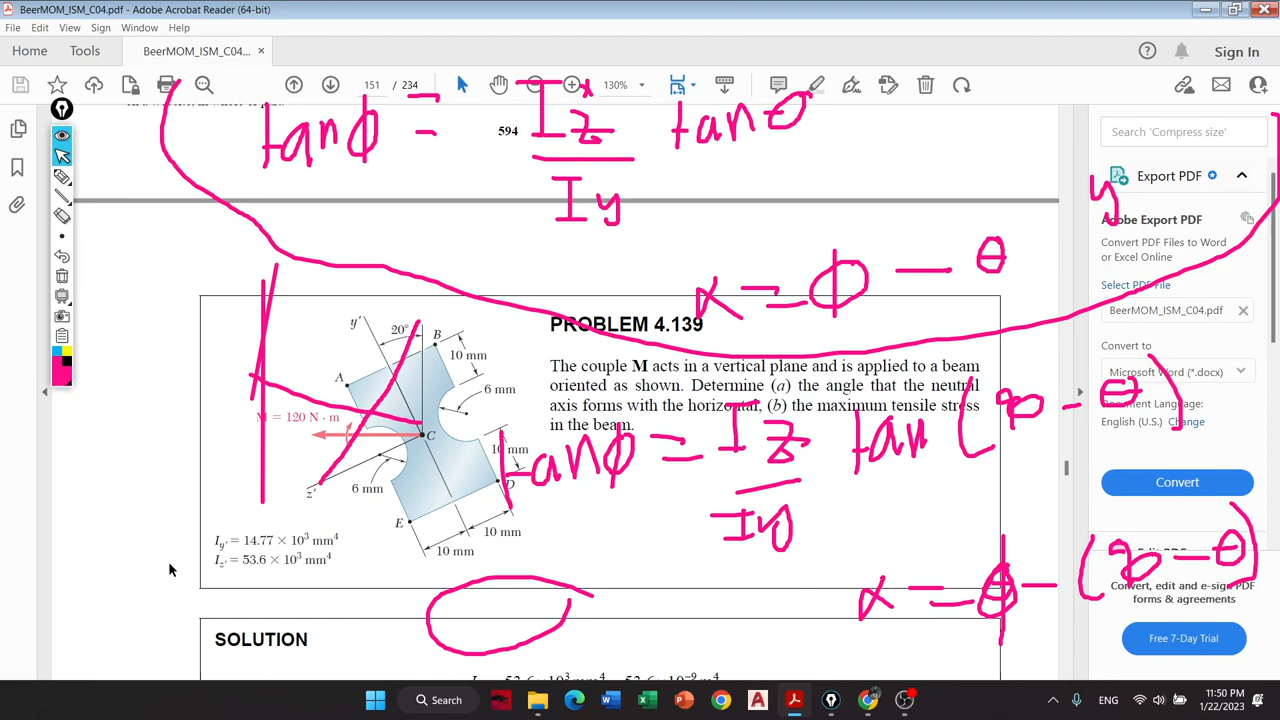 BeerMOM_ISM_C04.pdf - Adobe Acrobat Reader (64-bit)
File Edit View Sign Window Help
Home Tools BeerMOM_ISM_C04... × Sign In
151 / 234 130%
tan ϕ = Iz / Iy tan θ
594
Search 'Compress size'
y
Export PDF
Adobe Export PDF
Convert PDF Files to Word
or Excel Online
Select PDF File
BeerMOM_ISM_C04.pdf
Convert to
Microsoft Word (*.docx)
Document Language:
English (U.S.) Change
Convert
Convert, edit and e-sign PDF
forms & agreements
Free 7-Day Trial
α = ϕ - θ
PROBLEM 4.139
The couple M acts in a vertical plane and is applied to a beam
oriented as shown. Determine (a) the angle that the neutral
axis forms with the horizontal, (b) the maximum tensile stress
in the beam.
y′
20°
B
10 mm
A
6 mm
M = 120 N · m
C
10 mm
z′
6 mm
D
E
10 mm
10 mm
Iy′ = 14.77 × 10³ mm⁴
Iz′ = 53.6 × 10³ mm⁴
tan ϕ = Iz / Iy tan (90 - θ)
α = ϕ - (90 - θ)
SOLUTION
Search
ENG
11:50 PM
1/22/2023